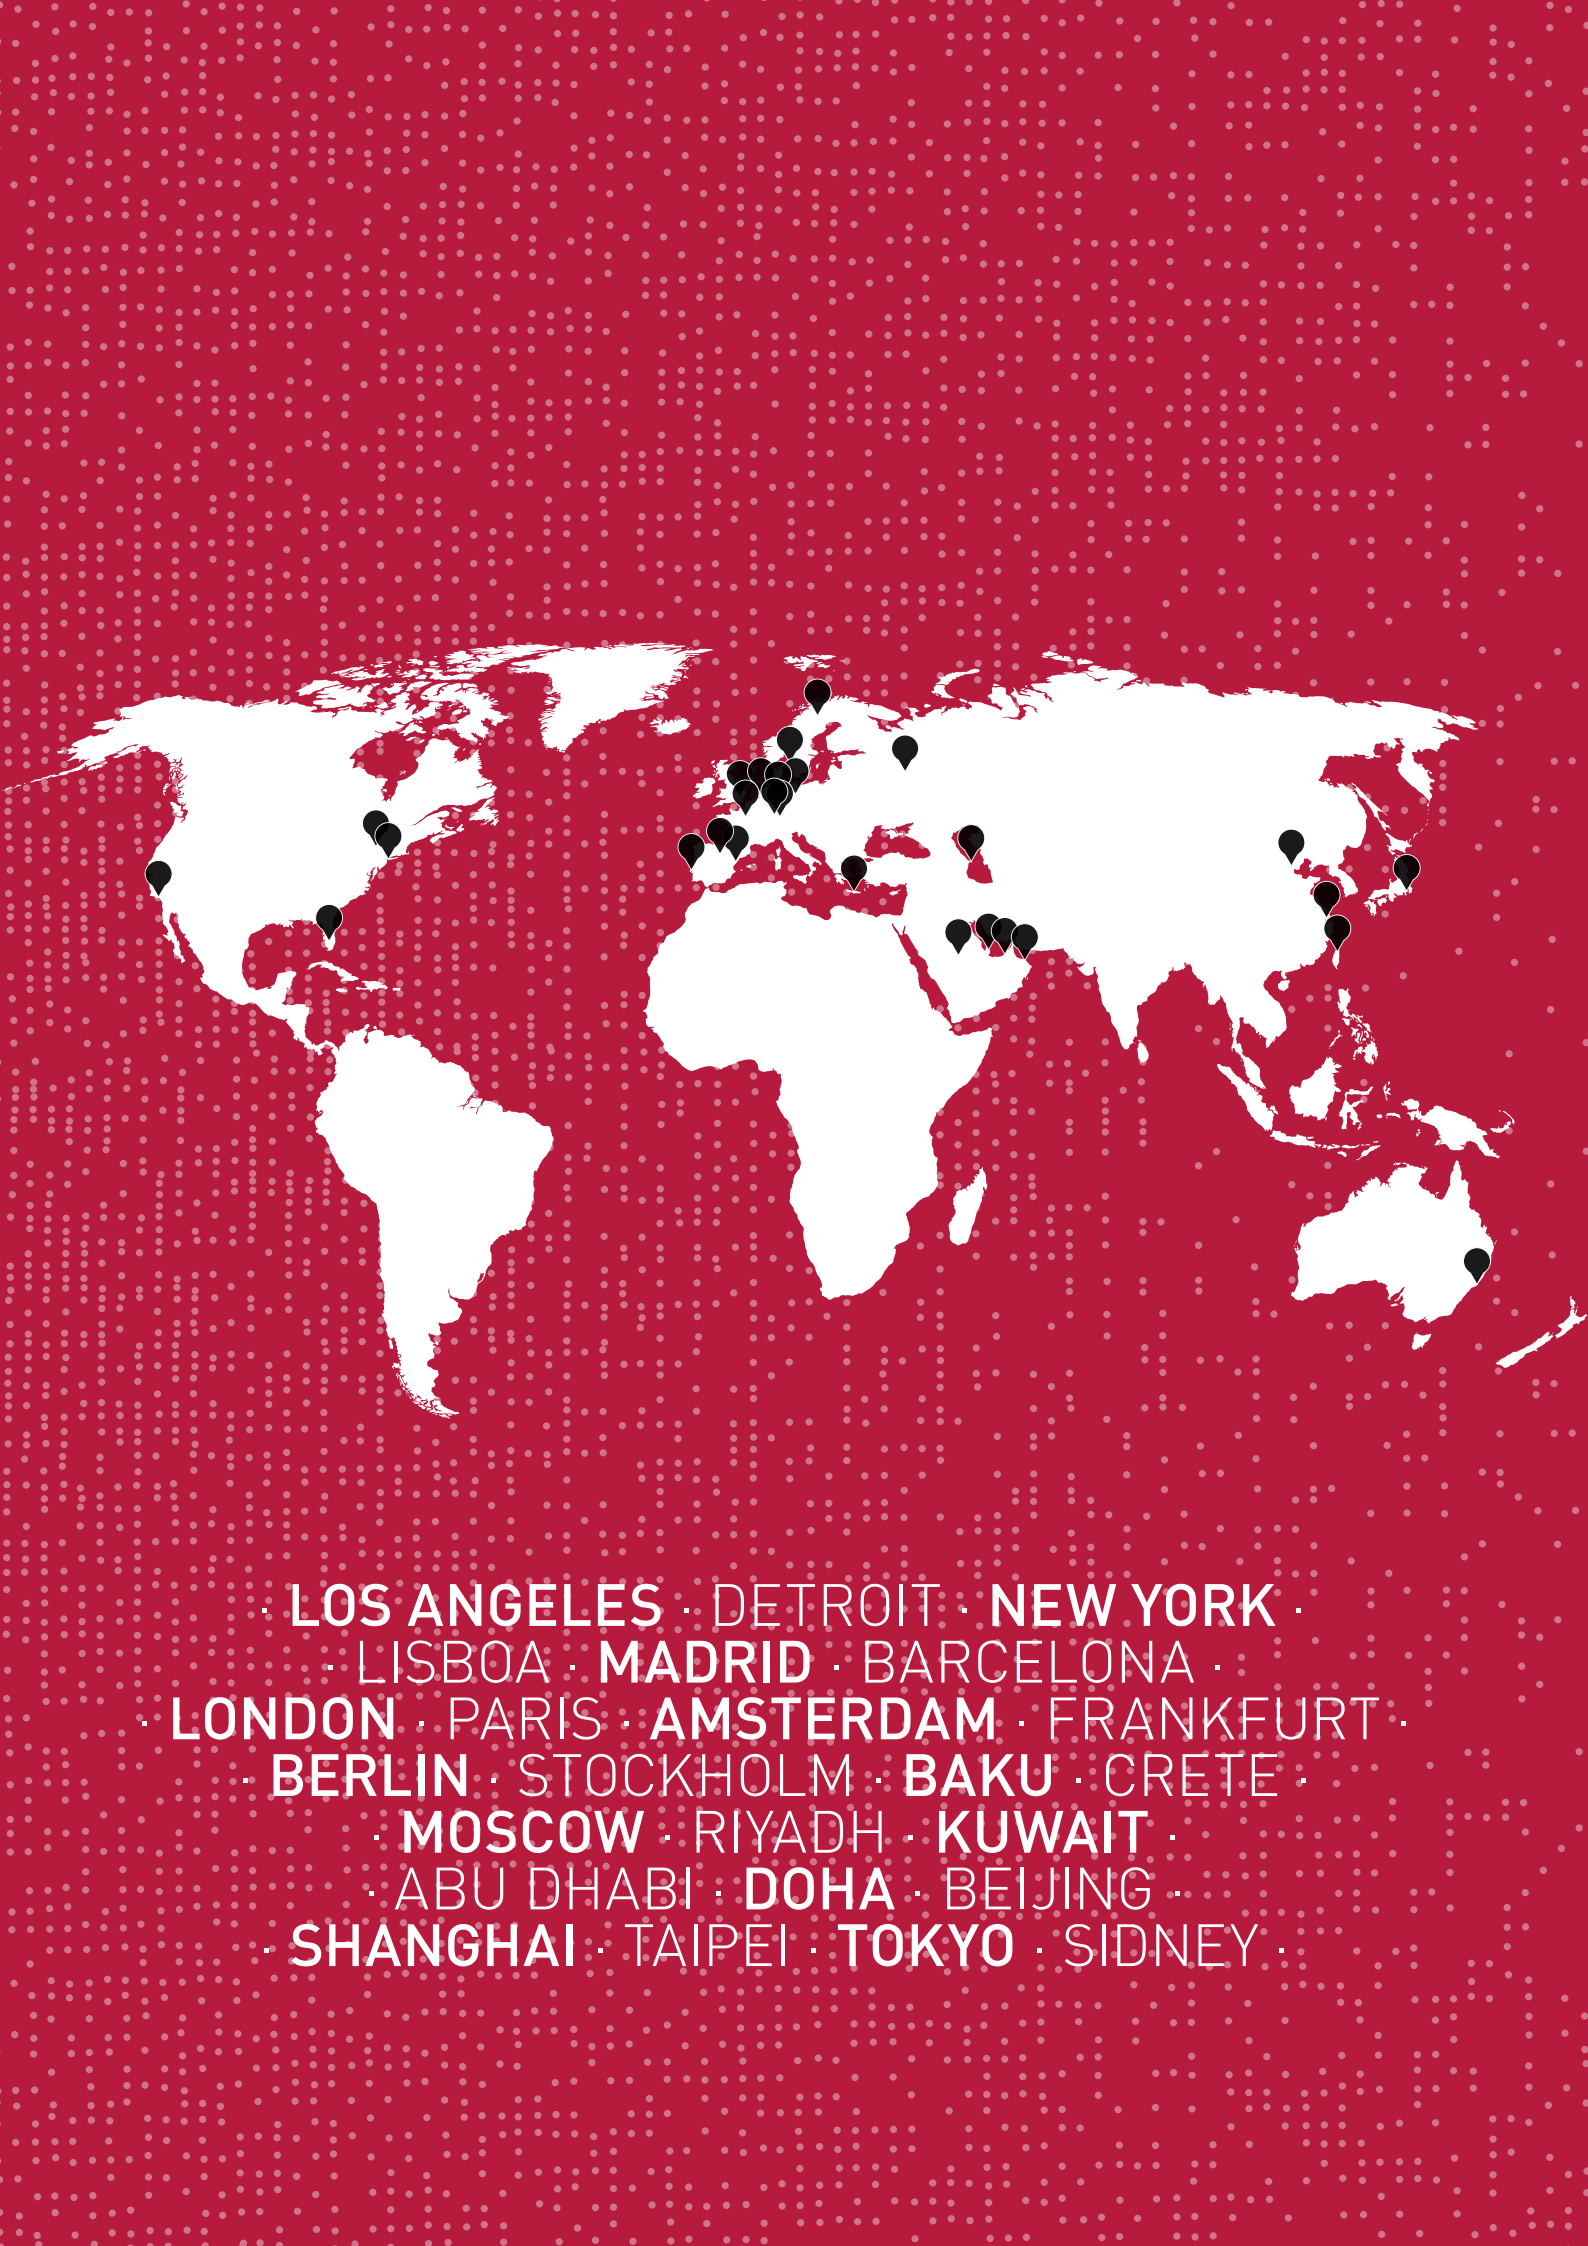 · LOS ANGELES · DETROIT · NEW YORK ·
· LISBOA · MADRID · BARCELONA ·
· LONDON · PARIS · AMSTERDAM · FRANKFURT ·
· BERLIN · STOCKHOLM · BAKU · CRETE ·
· MOSCOW · RIYADH · KUWAIT ·
· ABU DHABI · DOHA · BEIJING ·
· SHANGHAI · TAIPEI · TOKYO · SIDNEY ·